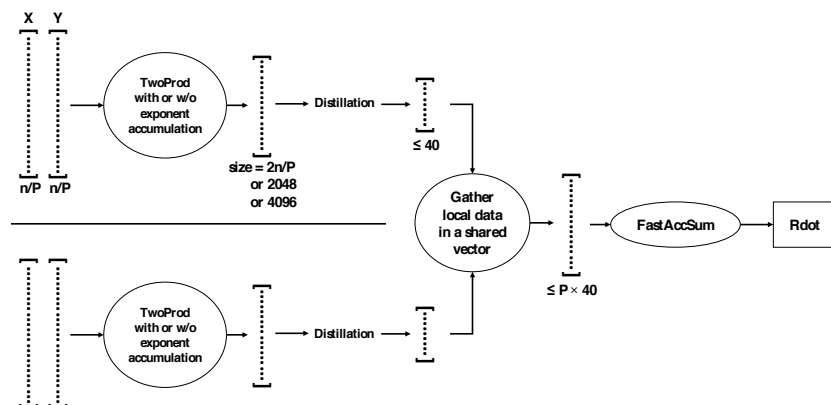 X Y
TwoProd
with or w/o
exponent
accumulation
Distillation
≤ 40
n/P n/P
size = 2n/P
or 2048
or 4096
Gather
local data
in a shared
vector
FastAccSum
Rdot
≤ P × 40
TwoProd
with or w/o
exponent
accumulation
Distillation